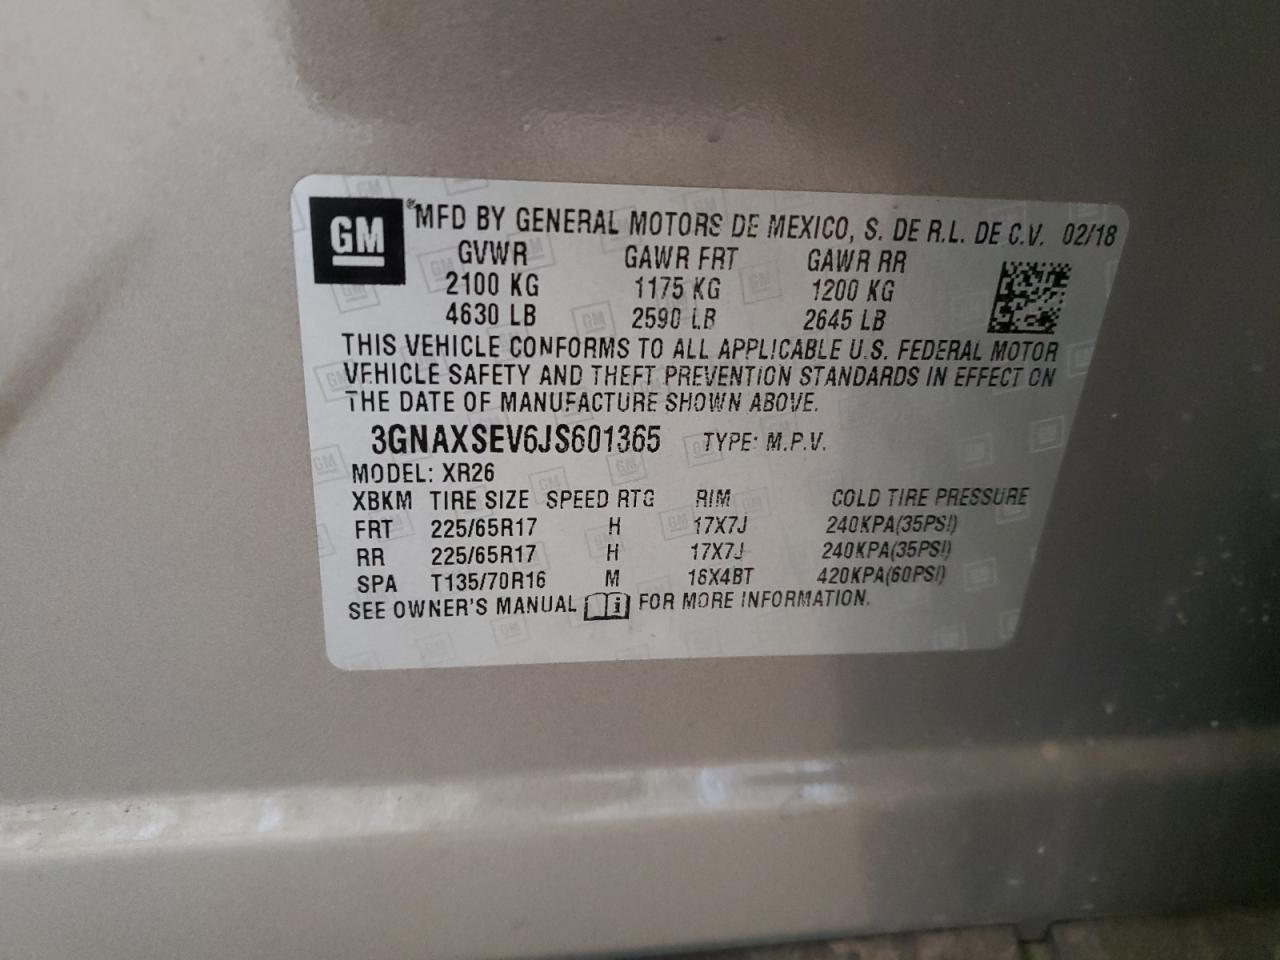 GM ® MFD BY GENERAL MOTORS DE MEXICO, S. DE R.L. DE C.V. 02/18
GVWR GAWR FRT GAWR RR
2100 KG 1175 KG 1200 KG
4630 LB 2590 LB 2645 LB
THIS VEHICLE CONFORMS TO ALL APPLICABLE U.S. FEDERAL MOTOR
VEHICLE SAFETY AND THEFT PREVENTION STANDARDS IN EFFECT ON
THE DATE OF MANUFACTURE SHOWN ABOVE.
3GNAXSEV6JS601365 TYPE: M.P.V.
MODEL: XR26
XBKM TIRE SIZE SPEED RTG RIM COLD TIRE PRESSURE
FRT 225/65R17 H 17X7J 240KPA(35PSI)
RR 225/65R17 H 17X7J 240KPA(35PSI)
SPA T135/70R16 M 16X4BT 420KPA(60PSI)
SEE OWNER'S MANUAL i FOR MORE INFORMATION.